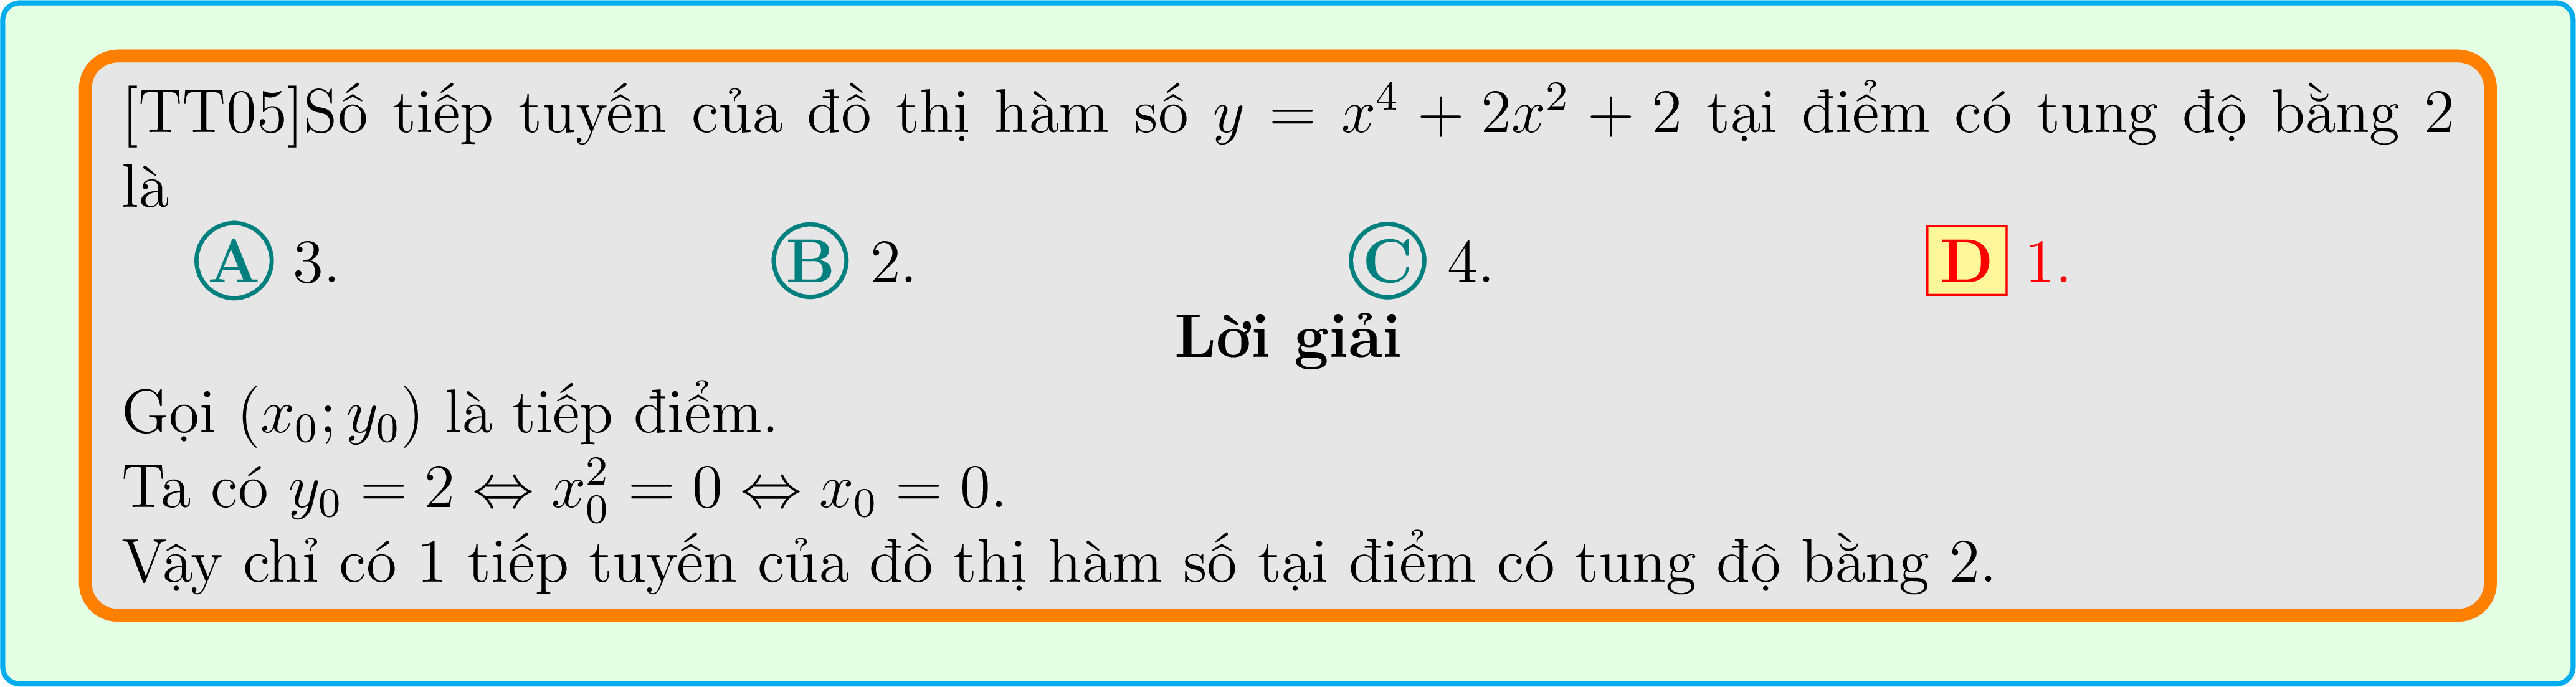 [TT05]Số tiếp tuyến của đồ thị hàm số $y = x^4 + 2x^2 + 2$ tại điểm có tung độ bằng 2
là
A 3. B 2. C 4. D 1.
Lời giải
Gọi $(x_0; y_0)$ là tiếp điểm.
Ta có $y_0 = 2 \Leftrightarrow x_0^2 = 0 \Leftrightarrow x_0 = 0$.
Vậy chỉ có 1 tiếp tuyến của đồ thị hàm số tại điểm có tung độ bằng 2.